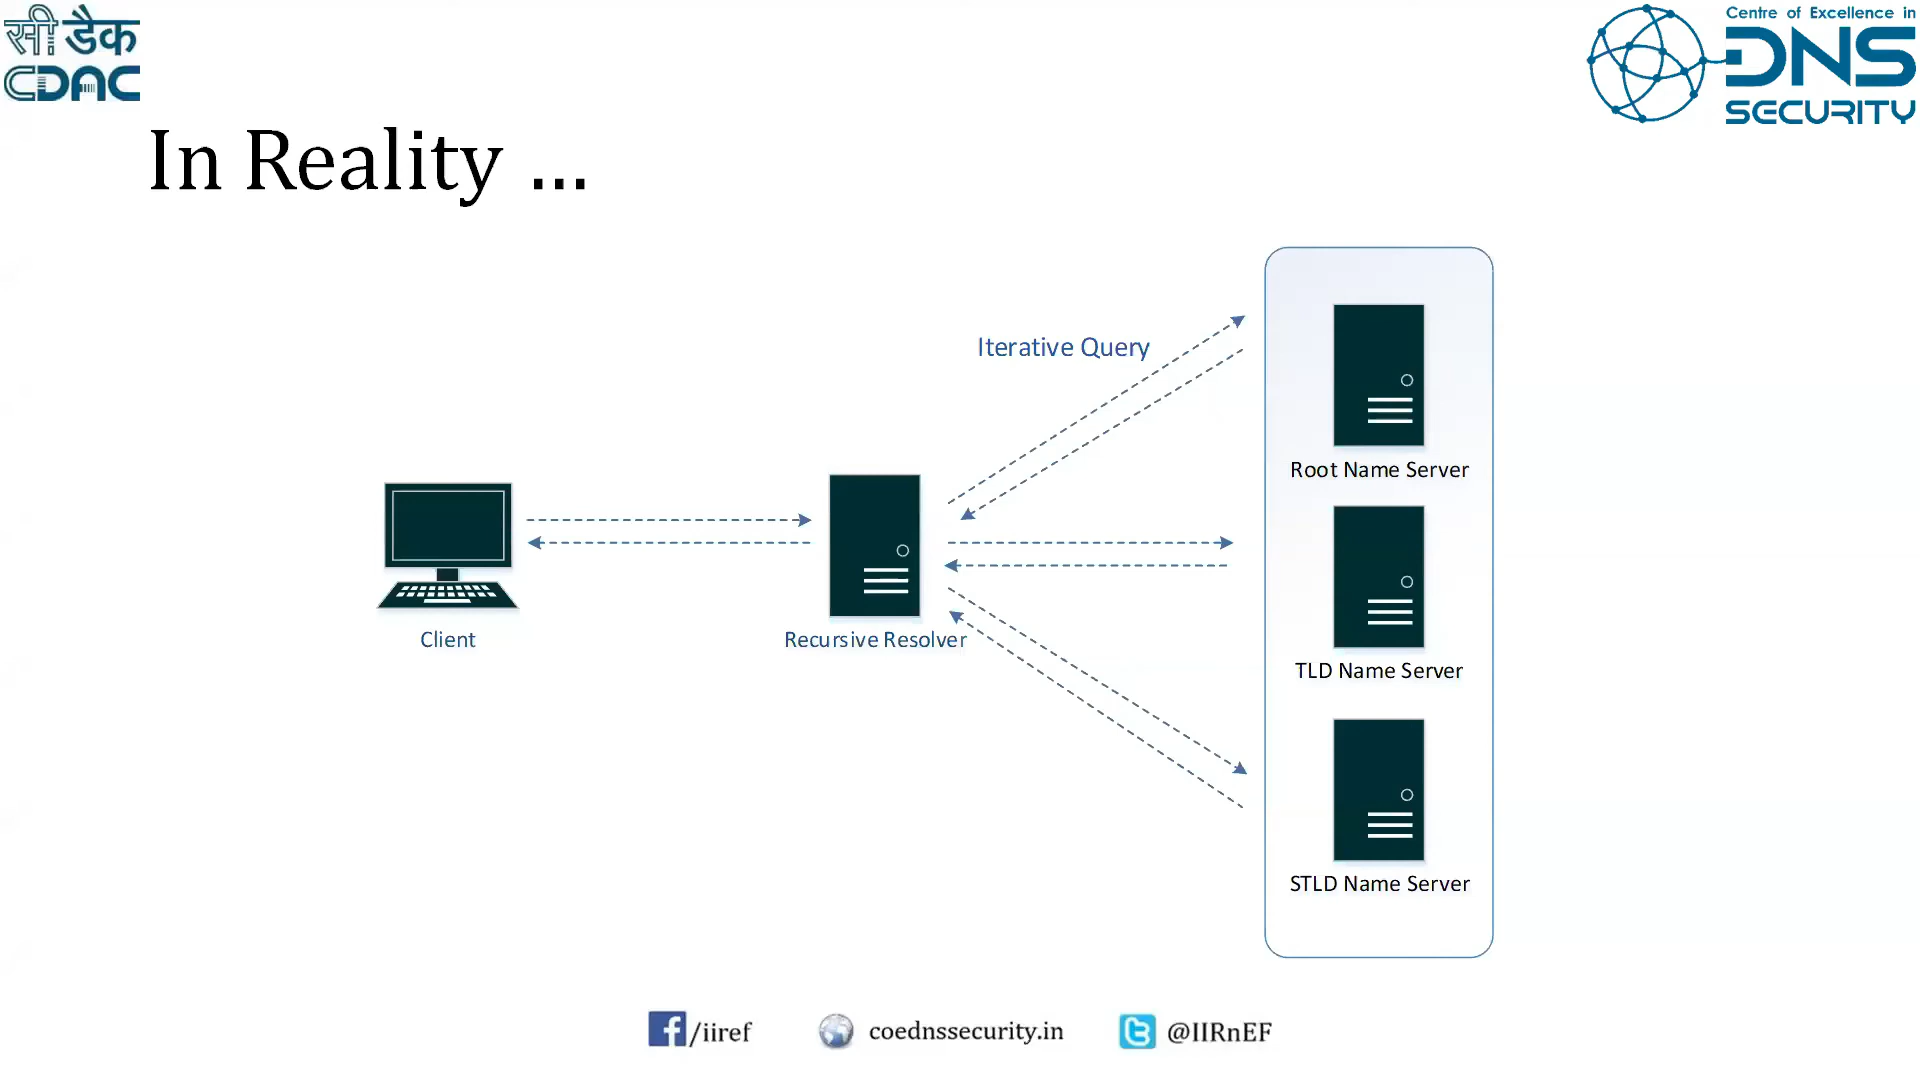 सी डैक
CDAC
Centre of Excellence in
DNS
SECURITY
In Reality ...
Iterative Query
Root Name Server
Client
Recursive Resolver
TLD Name Server
STLD Name Server
/iiref
coednssecurity.in
@IIRnEF